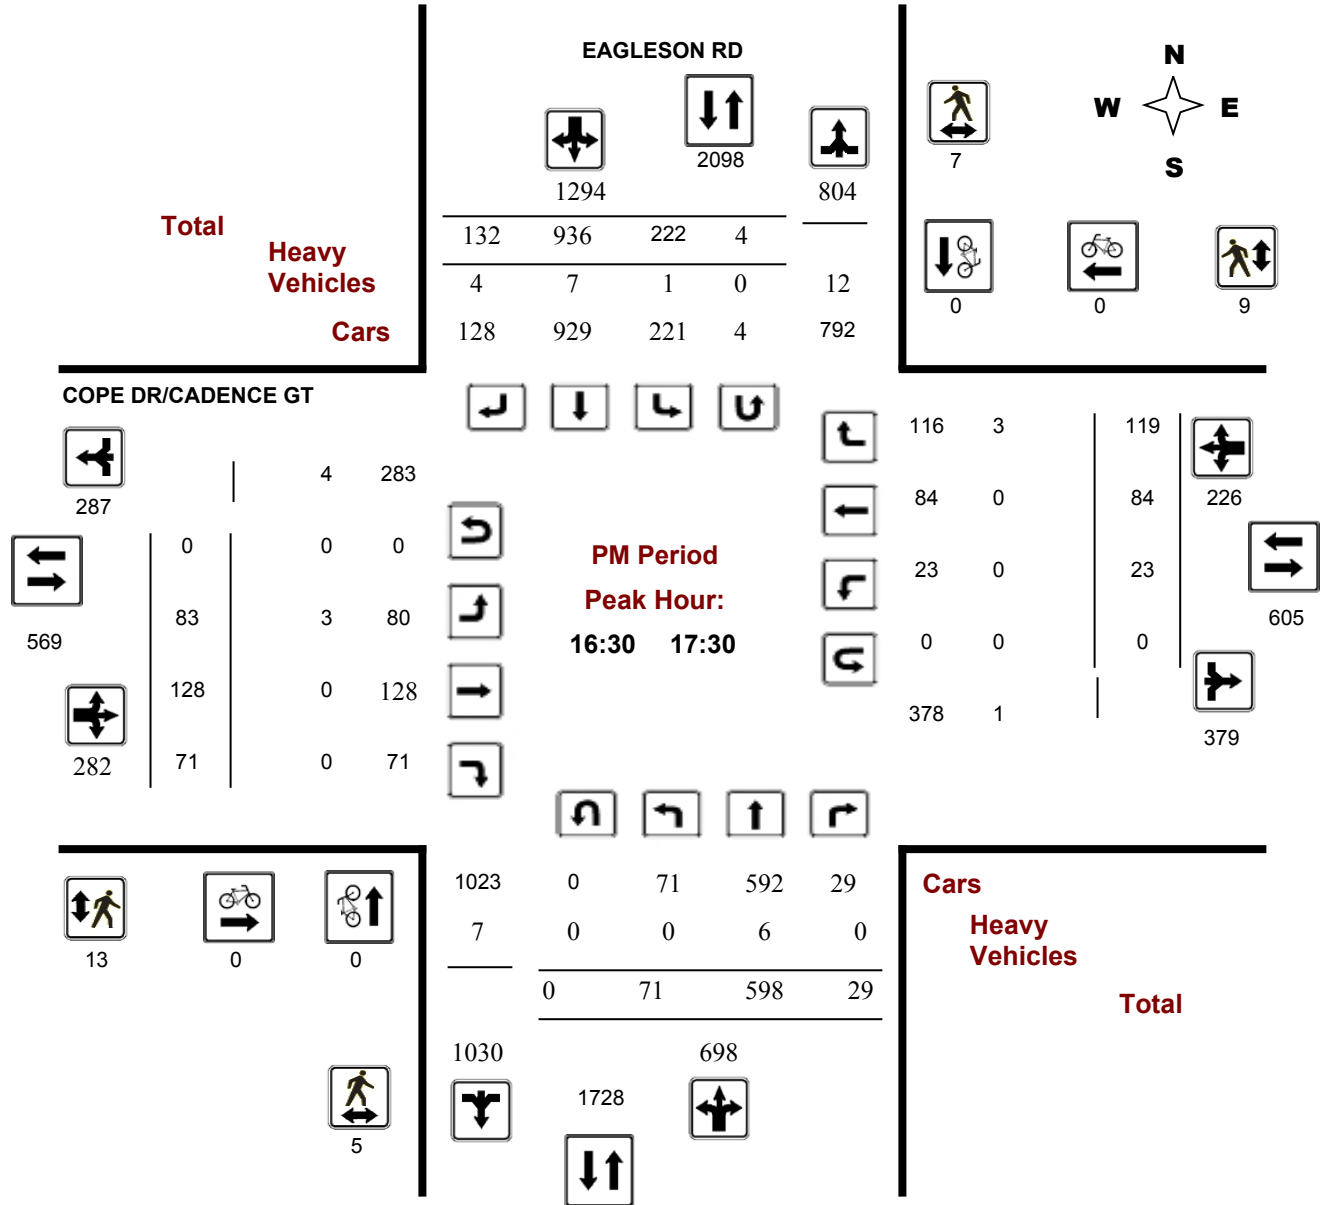 EAGLESON RD
N
W E
S
2098
7
1294 804
Total
132 936 222 4
Heavy
Vehicles
4 7 1 0 12
0 0 9
Cars
128 929 221 4 792
COPE DR/CADENCE GT
116 3 119
4 283
287
84 0 84 226
0 0 0
PM Period
23 0 23
Peak Hour:
83 3 80
605
569
16:30 17:30
0 0 0
128 0 128
378 1
379
282 71 0 71
1023 0 71 592 29
Cars
7 0 0 6 0
Heavy
Vehicles
13 0 0
0 71 598 29
Total
1030 698
1728
5